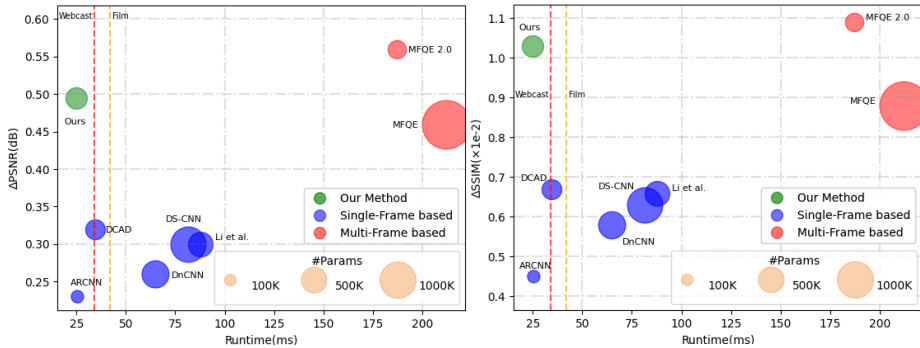 0.60
0.55
0.50
0.45
0.40
0.35
0.30
0.25
ΔPSNR(dB)
Webcast
Film
MFQE 2.0
Ours
MFQE
DCAD
DS-CNN
Li et al.
DnCNN
ARCNN
Our Method
Single-Frame based
Multi-Frame based
#Params
100K
500K
1000K
25
50
75
100
125
150
175
200
Runtime(ms)
1.1
1.0
0.9
0.8
0.7
0.6
0.5
0.4
ΔSSIM(×1e-2)
MFQE 2.0
Ours
Webcast
Film
MFQE
DCAD
DS-CNN
Li et al.
DnCNN
ARCNN
Our Method
Single-Frame based
Multi-Frame based
#Params
100K
500K
1000K
25
50
75
100
125
150
175
200
Runtime(ms)